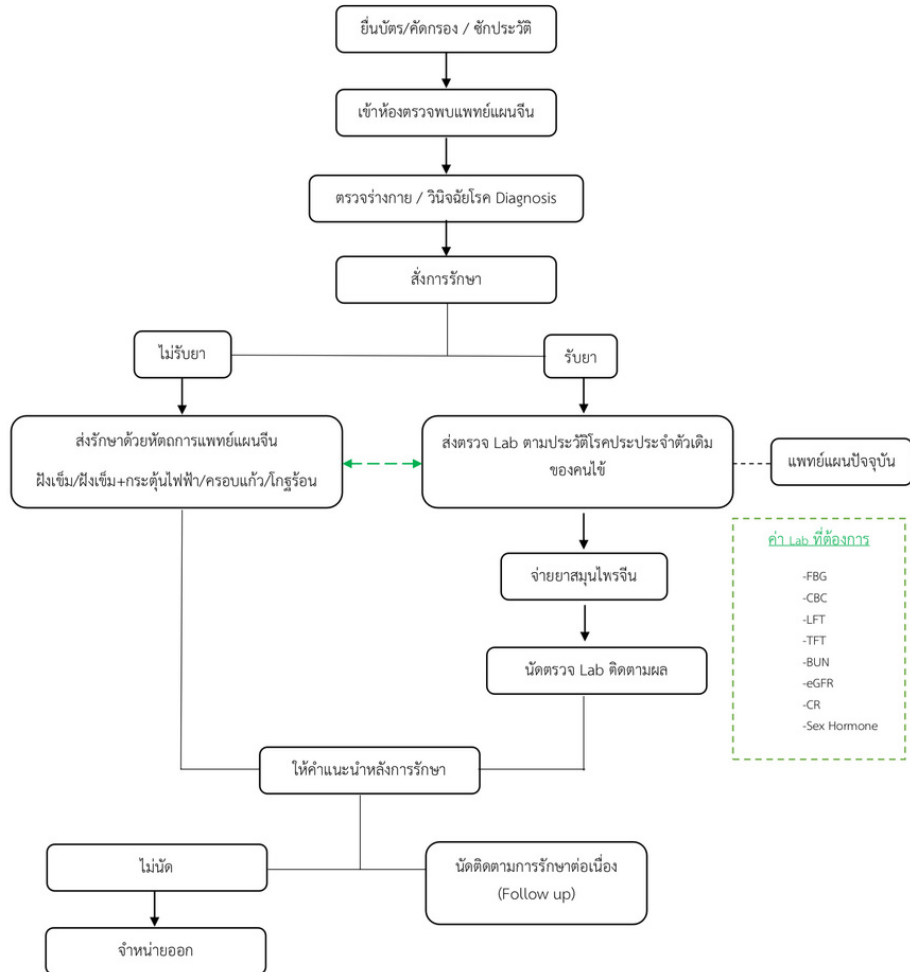 ยื่นบัตร/คัดกรอง / ซักประวัติ
เข้าห้องตรวจพบแพทย์แผนจีน
ตรวจร่างกาย / วินิจฉัยโรค Diagnosis
สั่งการรักษา
ไม่รับยา
รับยา
ส่งรักษาด้วยหัตถการแพทย์แผนจีน
ฝังเข็ม/ฝังเข็ม+กระตุ้นไฟฟ้า/ครอบแก้ว/โกฐร้อน
ส่งตรวจ Lab ตามประวัติโรคประประจำตัวเดิม
ของคนไข้
แพทย์แผนปัจจุบัน
ค่า Lab ที่ต้องการ
-FBG
-CBC
-LFT
-TFT
-BUN
-eGFR
-CR
-Sex Hormone
จ่ายยาสมุนไพรจีน
นัดตรวจ Lab ติดตามผล
ให้คำแนะนำหลังการรักษา
ไม่นัด
นัดติดตามการรักษาต่อเนื่อง
(Follow up)
จำหน่ายออก